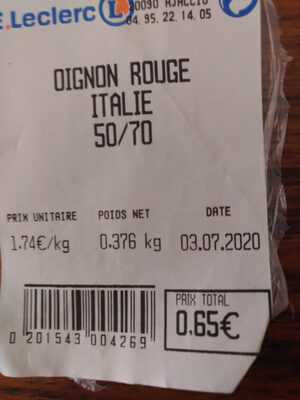 E.Leclerc L
20090 AJACCIO
04.95.22.14.05
OIGNON ROUGE
ITALIE
50/70
PRIX UNITAIRE POIDS NET DATE
1.74€/kg 0.376 kg 03.07.2020
PRIX TOTAL
0,65€
0 201543 004269